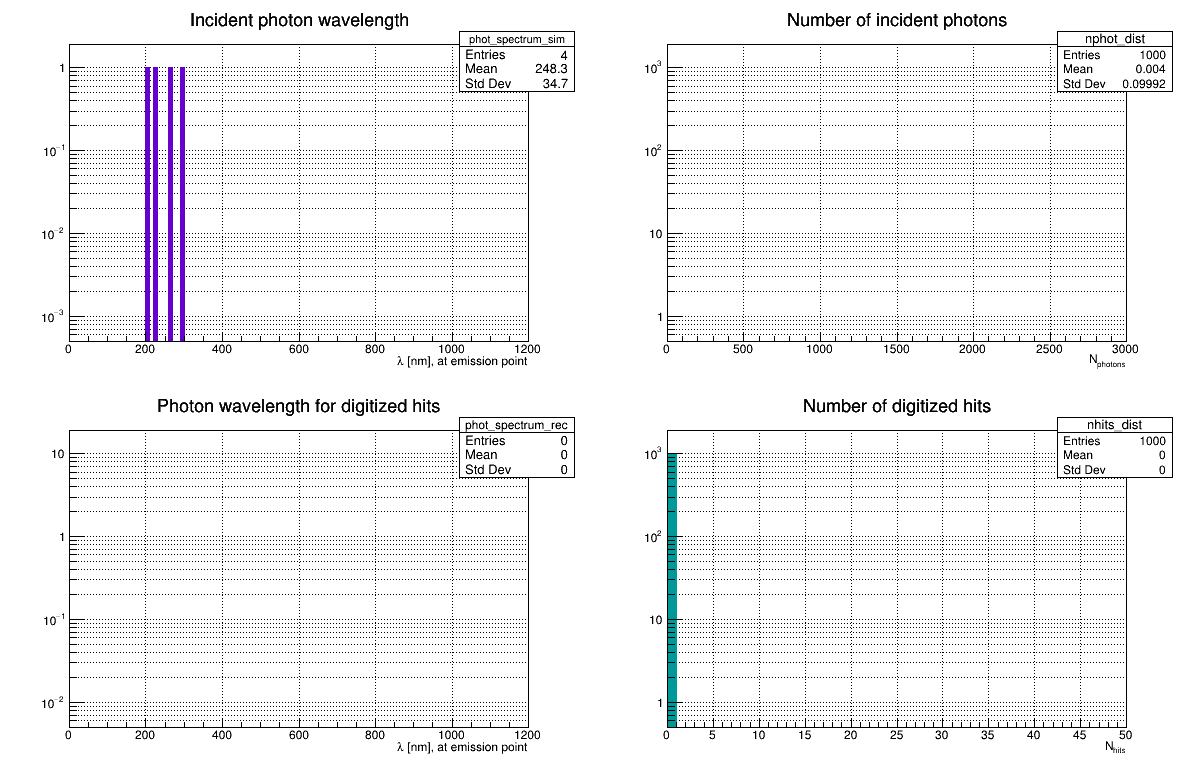 Incident photon wavelength
phot_spectrum_sim
Entries 4
Mean 248.3
Std Dev 34.7
1
10⁻¹
10⁻²
10⁻³
0 200 400 600 800 1000 1200
λ [nm], at emission point
Number of incident photons
nphot_dist
Entries 1000
Mean 0.004
Std Dev 0.09992
10³
10²
10
1
0 500 1000 1500 2000 2500 3000
Nphotons
Photon wavelength for digitized hits
phot_spectrum_rec
Entries 0
Mean 0
Std Dev 0
10
1
10⁻¹
10⁻²
0 200 400 600 800 1000 1200
λ [nm], at emission point
Number of digitized hits
nhits_dist
Entries 1000
Mean 0
Std Dev 0
10³
10²
10
1
0 5 10 15 20 25 30 35 40 45 50
Nhits